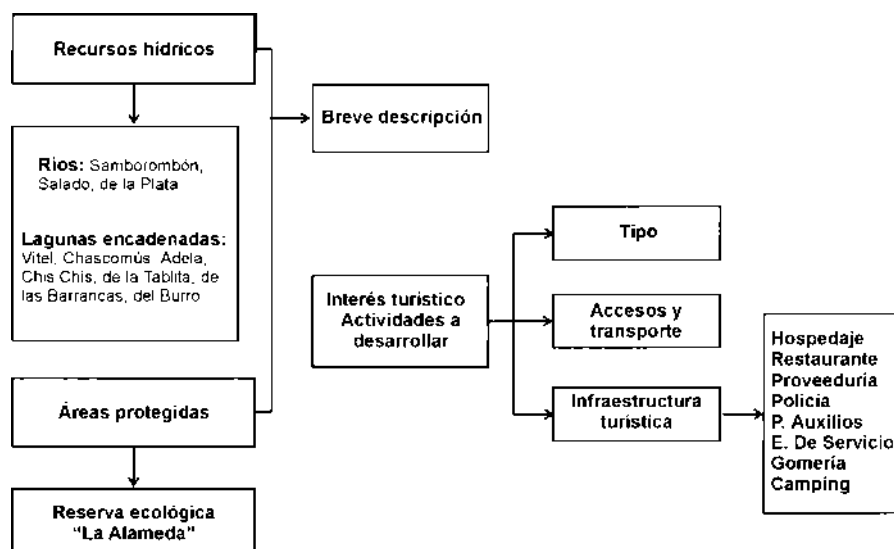 Recursos hídricos
Breve descripción
Rios: Samborombón,
Salado, de la Plata
Lagunas encadenadas:
Vitel, Chascomús Adela,
Chis Chis, de la Tablita, de
las Barrancas, del Burro
Áreas protegidas
Reserva ecológica
“La Alameda”
Interés turístico
Actividades a
desarrollar
Tipo
Accesos y
transporte
Infraestructura
turística
Hospedaje
Restaurante
Proveeduría
Policía
P. Auxilios
E. De Servicio
Gomería
Camping